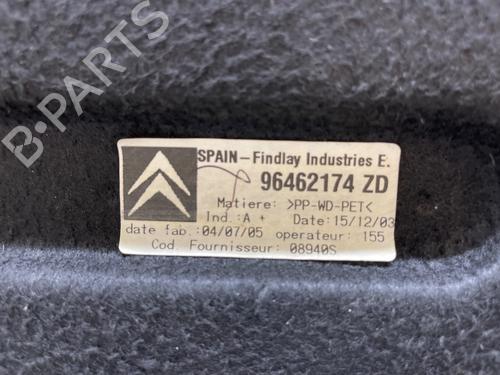 B-PARTS
SPAIN-Findlay Industries E.
96462174 ZD
Matiere: >PP-WD-PET<
Ind.:A + Date:15/12/03
date fab.:04/07/05 operateur: 155
Cod. Fournisseur: 08940S